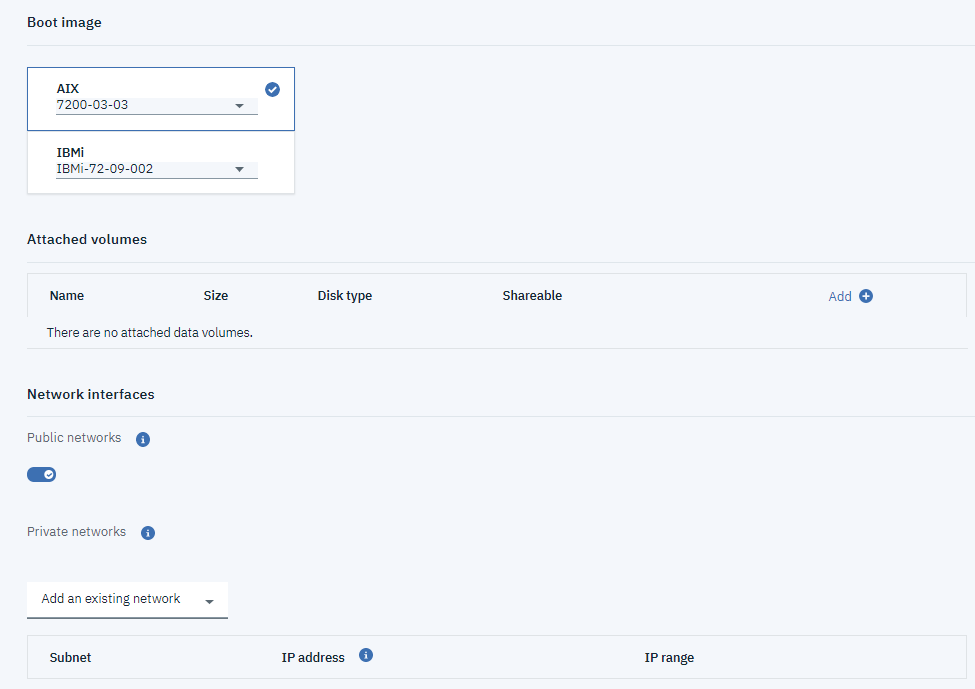 Boot image
AIX
7200-03-03
IBMi
IBMi-72-09-002
Attached volumes
Name Size Disk type Shareable Add
There are no attached data volumes.
Network interfaces
Public networks
Private networks
Add an existing network
Subnet IP address IP range